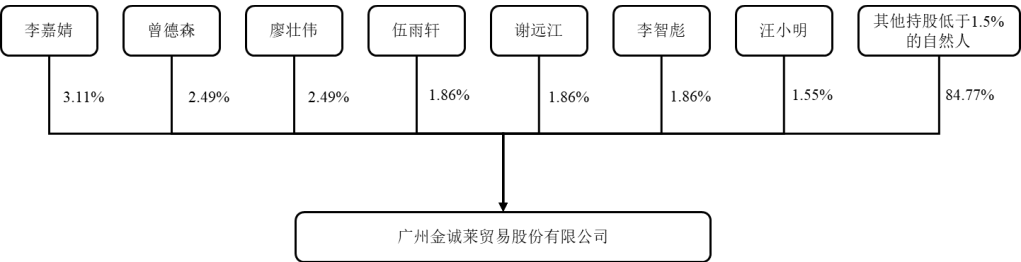 李嘉婧
曾德森
廖壮伟
伍雨轩
谢远江
李智彪
汪小明
其他持股低于1.5%
的自然人
3.11%
2.49%
2.49%
1.86%
1.86%
1.86%
1.55%
84.77%
广州金诚莱贸易股份有限公司